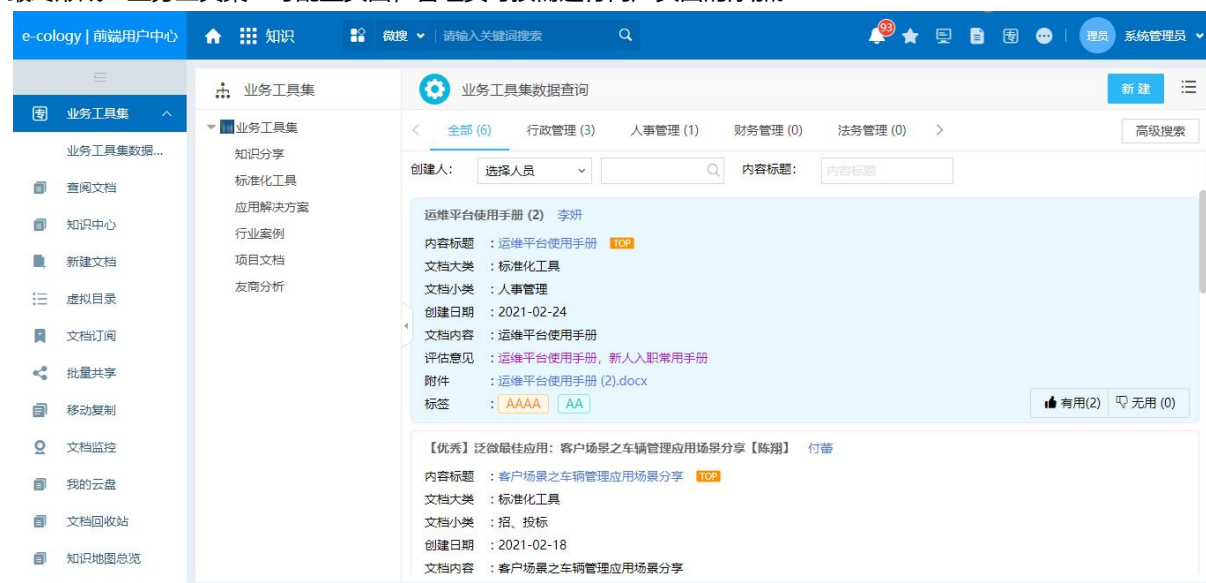 e-cology | 前端用户中心
知识
微搜
请输入关键词搜索
93
理员
系统管理员
业务工具集
业务工具集数据...
查阅文档
知识中心
新建文档
虚拟目录
文档订阅
批量共享
移动复制
文档监控
我的云盘
文档回收站
知识地图总览
业务工具集
业务工具集
知识分享
标准化工具
应用解决方案
行业案例
项目文档
友商分析
业务工具集数据查询
新建
全部 (6) 行政管理 (3) 人事管理 (1) 财务管理 (0) 法务管理 (0)
高级搜索
创建人: 选择人员 内容标题: 内容标题
运维平台使用手册 (2) 李妍
内容标题 : 运维平台使用手册 TOP
文档大类 : 标准化工具
文档小类 : 人事管理
创建日期 : 2021-02-24
文档内容 : 运维平台使用手册
评估意见 : 运维平台使用手册, 新人入职常用手册
附件 : 运维平台使用手册 (2).docx
标签 : AAAA AA
有用(2) 无用 (0)
【优秀】泛微最佳应用: 客户场景之车辆管理应用场景分享【陈翔】 付蕾
内容标题 : 客户场景之车辆管理应用场景分享 TOP
文档大类 : 标准化工具
文档小类 : 招、投标
创建日期 : 2021-02-18
文档内容 : 客户场景之车辆管理应用场景分享